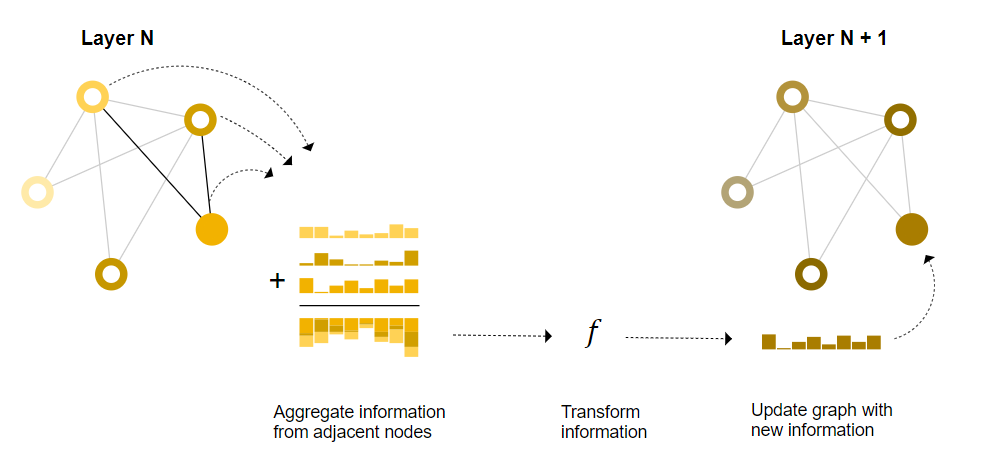 Layer N
Layer N + 1
+
f
Aggregate information
from adjacent nodes
Transform
information
Update graph with
new information